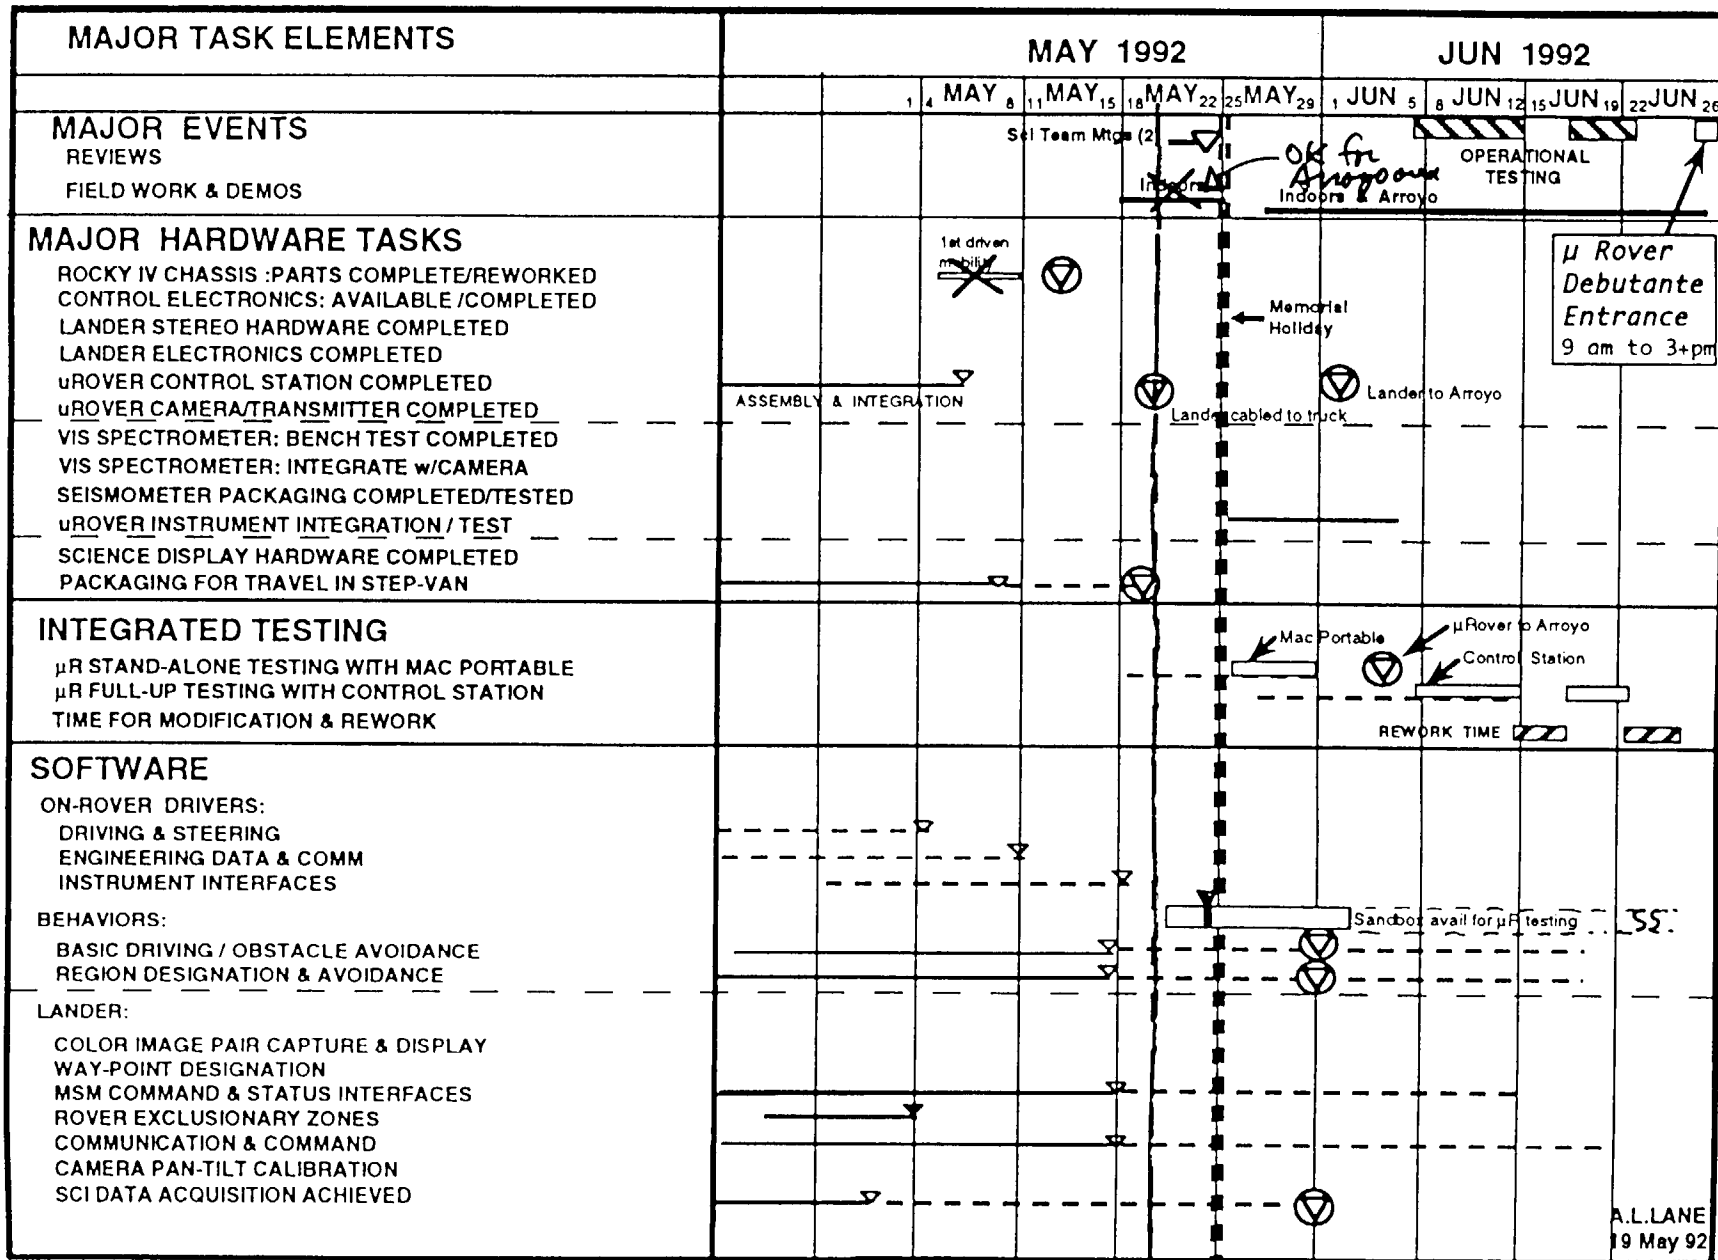 MAJOR TASK ELEMENTS
MAY 1992
JUN 1992
1 4 MAY 8 11 MAY 15 18 MAY 22 25 MAY 29 1 JUN 5 8 JUN 12 15 JUN 19 22 JUN 26
MAJOR EVENTS
Sci Team Mtgs (2
REVIEWS
OK for
OPERATIONAL
TESTING
FIELD WORK & DEMOS
Indoors
Arroyo
Indoors & Arroyo
MAJOR HARDWARE TASKS
1st driven
mobility
µ Rover
Debutante
Entrance
9 am to 3+pm
ROCKY IV CHASSIS :PARTS COMPLETE/REWORKED
CONTROL ELECTRONICS: AVAILABLE /COMPLETED
LANDER STEREO HARDWARE COMPLETED
Memorial
Holiday
LANDER ELECTRONICS COMPLETED
uROVER CONTROL STATION COMPLETED
Lander to Arroyo
uROVER CAMERA/TRANSMITTER COMPLETED
ASSEMBLY & INTEGRATION
Lander cabled to truck
VIS SPECTROMETER: BENCH TEST COMPLETED
VIS SPECTROMETER: INTEGRATE w/CAMERA
SEISMOMETER PACKAGING COMPLETED/TESTED
uROVER INSTRUMENT INTEGRATION / TEST
SCIENCE DISPLAY HARDWARE COMPLETED
PACKAGING FOR TRAVEL IN STEP-VAN
INTEGRATED TESTING
Mac Portable
µRover to Arroyo
Control Station
µR STAND-ALONE TESTING WITH MAC PORTABLE
µR FULL-UP TESTING WITH CONTROL STATION
TIME FOR MODIFICATION & REWORK
REWORK TIME
SOFTWARE
ON-ROVER DRIVERS:
DRIVING & STEERING
ENGINEERING DATA & COMM
INSTRUMENT INTERFACES
BEHAVIORS:
Sandbox avail for µR testing
BASIC DRIVING / OBSTACLE AVOIDANCE
REGION DESIGNATION & AVOIDANCE
LANDER:
COLOR IMAGE PAIR CAPTURE & DISPLAY
WAY-POINT DESIGNATION
MSM COMMAND & STATUS INTERFACES
ROVER EXCLUSIONARY ZONES
COMMUNICATION & COMMAND
CAMERA PAN-TILT CALIBRATION
SCI DATA ACQUISITION ACHIEVED
A.L.LANE
19 May 92